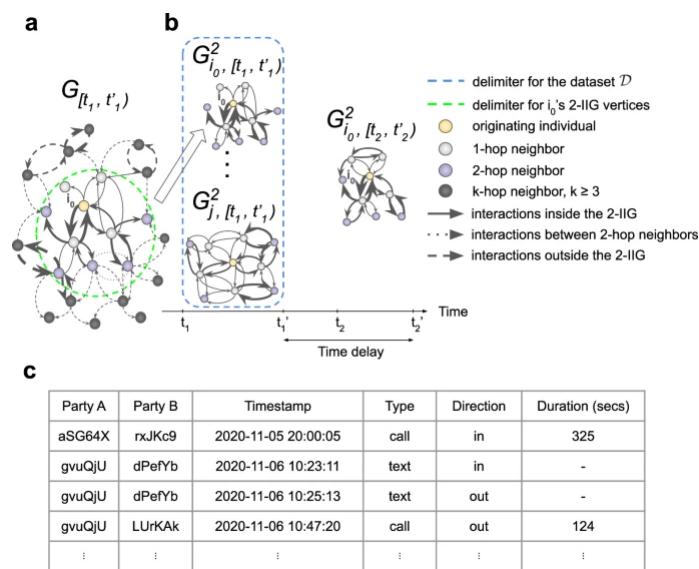 a
b
G[t₁, t'₁)
G²i₀, [t₁, t'₁)
i₀
i₀
⋮
G²j, [t₁, t'₁)
G²i₀, [t₂, t'₂)
i₀
delimiter for the dataset 𝒟
delimiter for i₀'s 2-IIG vertices
originating individual
1-hop neighbor
2-hop neighbor
k-hop neighbor, k ≥ 3
interactions inside the 2-IIG
interactions between 2-hop neighbors
interactions outside the 2-IIG
t₁ t₁' t₂ t₂' Time
Time delay
c
Party A Party B Timestamp Type Direction Duration (secs)
aSG64X rxJKc9 2020-11-05 20:00:05 call in 325
gvuQjU dPefYb 2020-11-06 10:23:11 text in -
gvuQjU dPefYb 2020-11-06 10:25:13 text out -
gvuQjU LUrKAk 2020-11-06 10:47:20 call out 124
⋮ ⋮ ⋮ ⋮ ⋮ ⋮